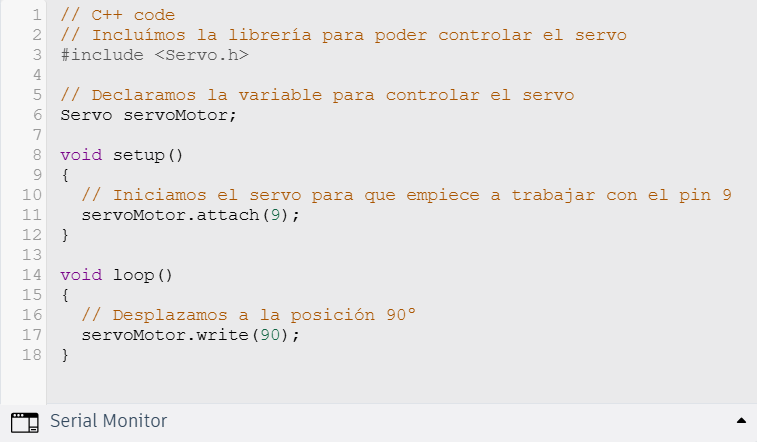 1 // C++ code
2 // Incluímos la librería para poder controlar el servo
3 #include <Servo.h>
4
5 // Declaramos la variable para controlar el servo
6 Servo servoMotor;
7
8 void setup()
9 {
10   // Iniciamos el servo para que empiece a trabajar con el pin 9
11   servoMotor.attach(9);
12 }
13
14 void loop()
15 {
16   // Desplazamos a la posición 90º
17   servoMotor.write(90);
18 }
Serial Monitor